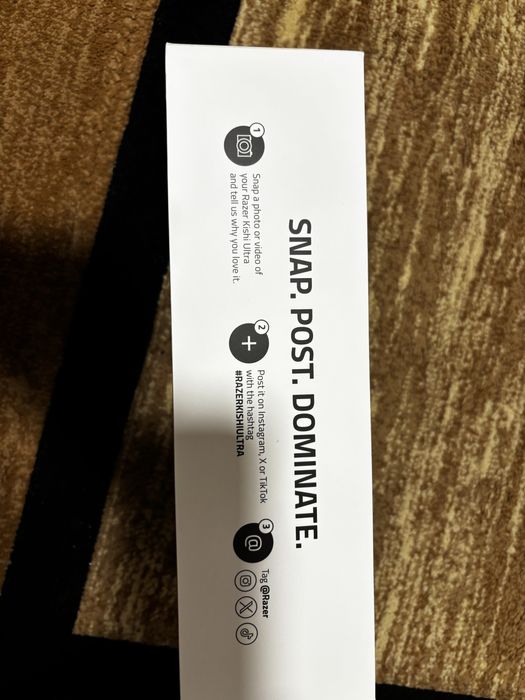 SNAP. POST. DOMINATE.
1
Snap a photo or video of
your Razer Kishi Ultra
and tell us why you love it.
2
Post it on Instagram, X or TikTok
with the hashtag
#RAZERKISHIULTRA
3
@
Tag @Razer